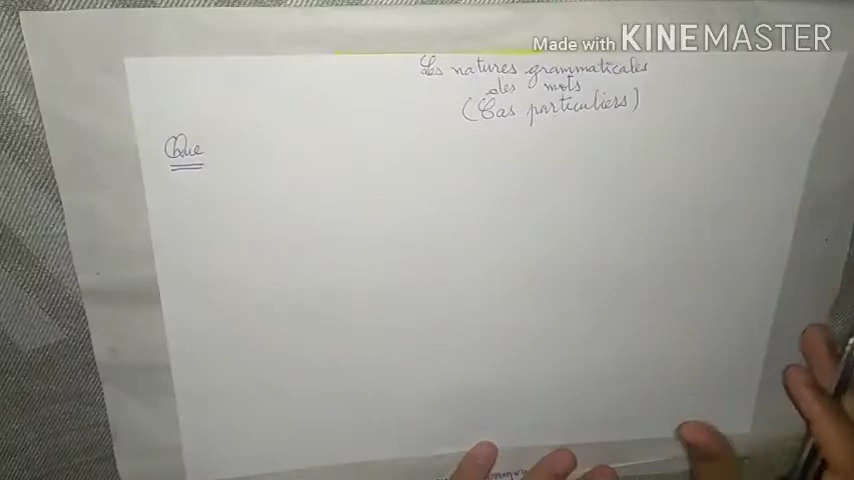 Made with KINEMASTER
Les natures grammaticales
des mots
(Cas particuliers)
Que